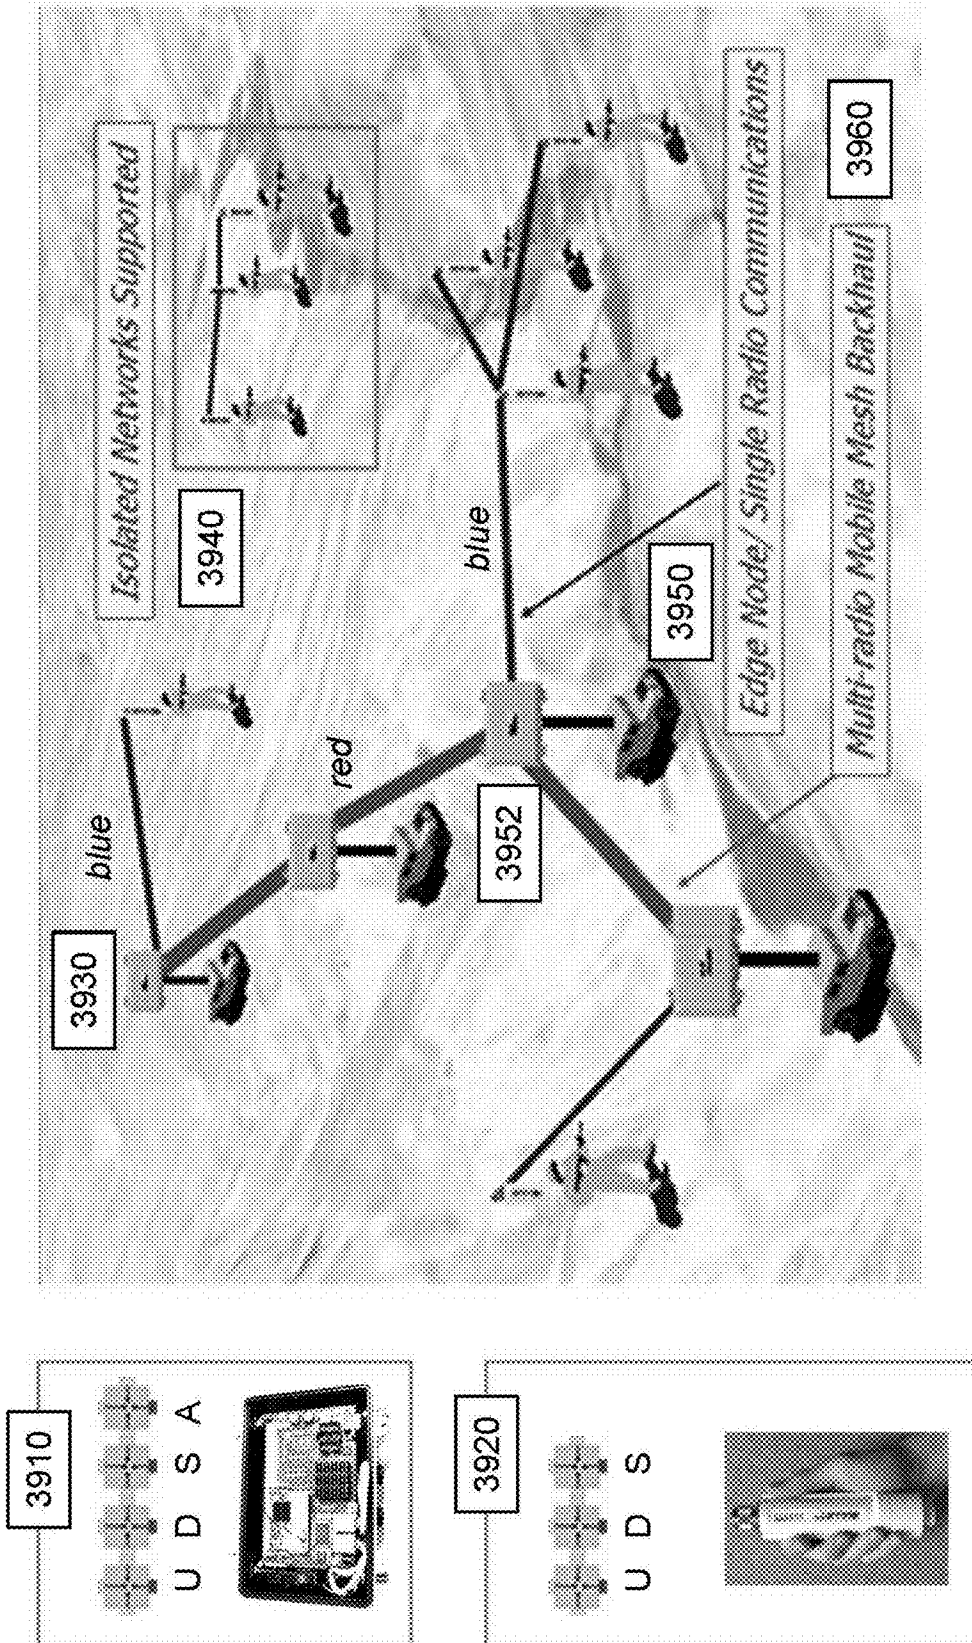 3910
U D S A
3920
U D S
3930
blue
red
Isolated Networks Supported
3940
blue
3952
3950
Edge Node/ Single Radio Communications
Multi-radio Mobile Mesh Backhaul
3960